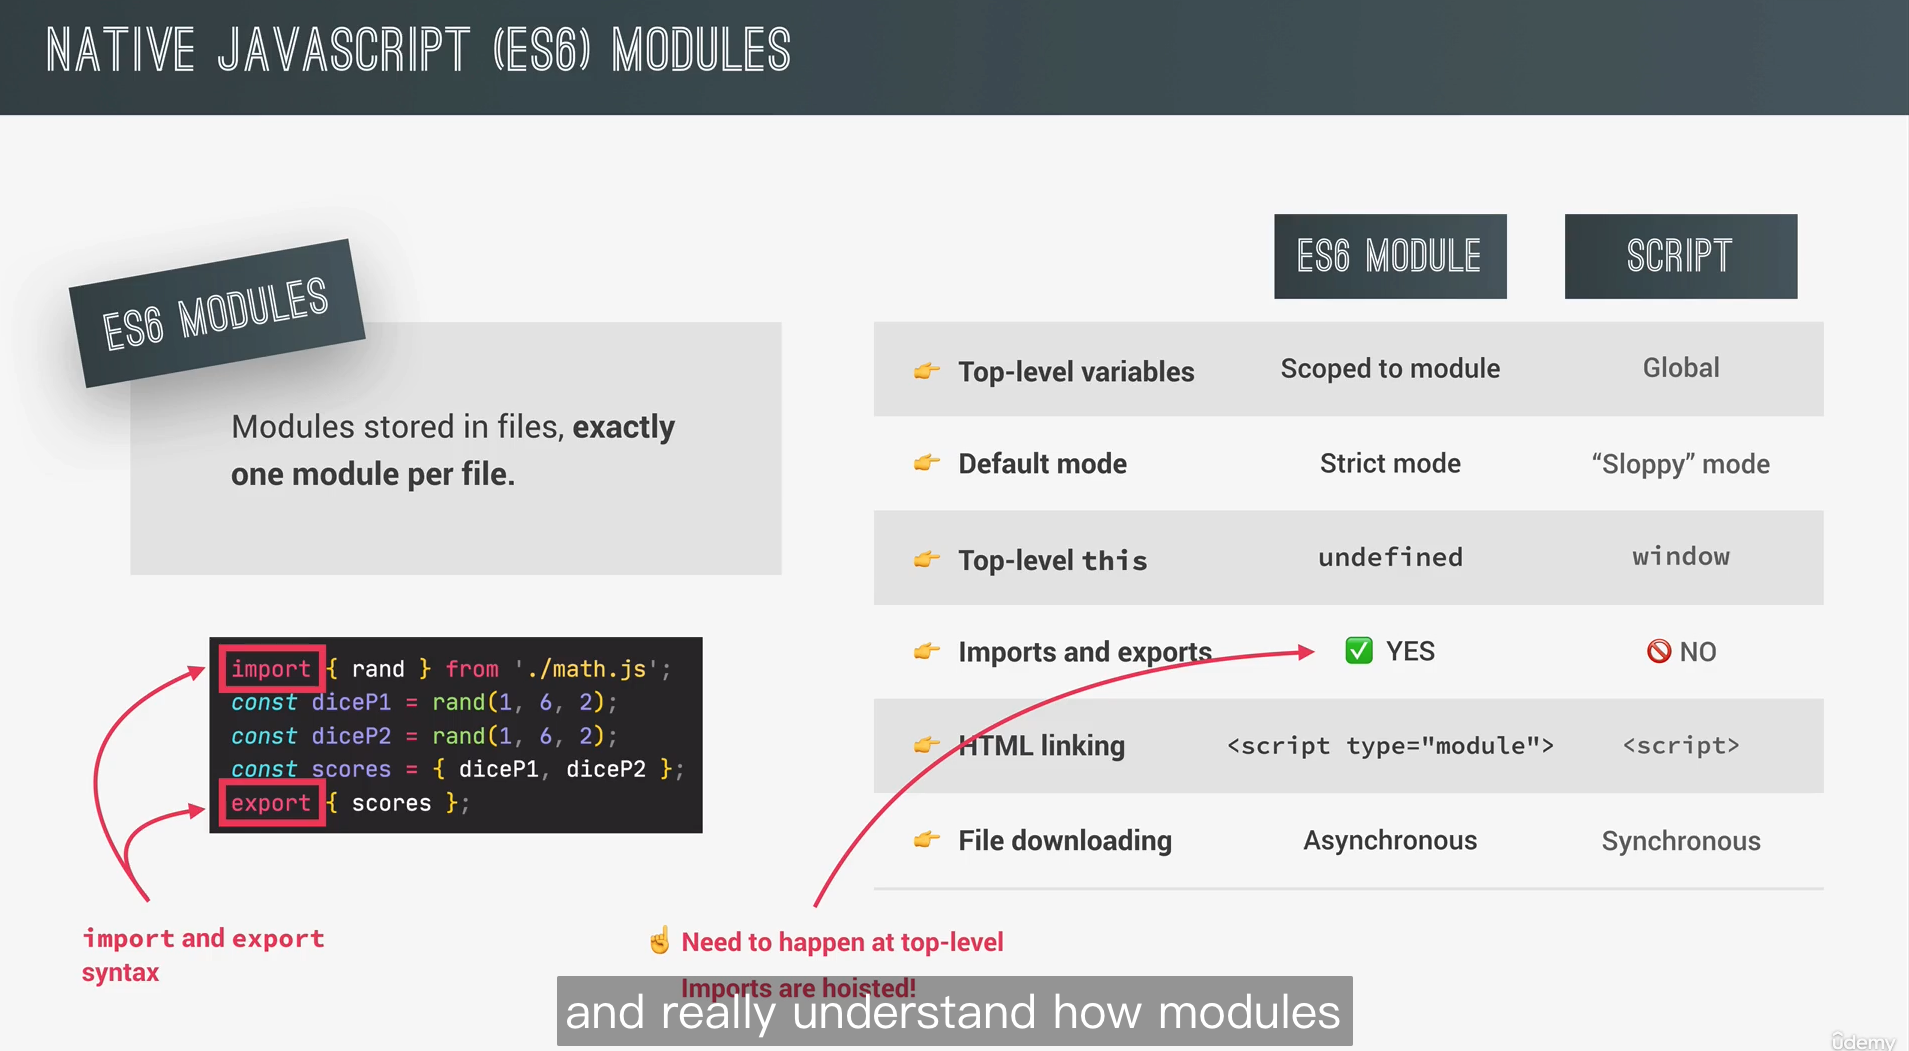 NATIVE JAVASCRIPT (ES6) MODULES
ES6 MODULES
Modules stored in files, exactly
one module per file.
import { rand } from './math.js';
const diceP1 = rand(1, 6, 2);
const diceP2 = rand(1, 6, 2);
const scores = { diceP1, diceP2 };
export { scores };
import and export
syntax
ES6 MODULE SCRIPT
👉 Top-level variables Scoped to module Global
👉 Default mode Strict mode “Sloppy” mode
👉 Top-level this undefined window
👉 Imports and exports ✅ YES 🚫 NO
👉 HTML linking <script type="module"> <script>
👉 File downloading Asynchronous Synchronous
☝️ Need to happen at top-level
Imports are hoisted!
and really understand how modules
ûdemy